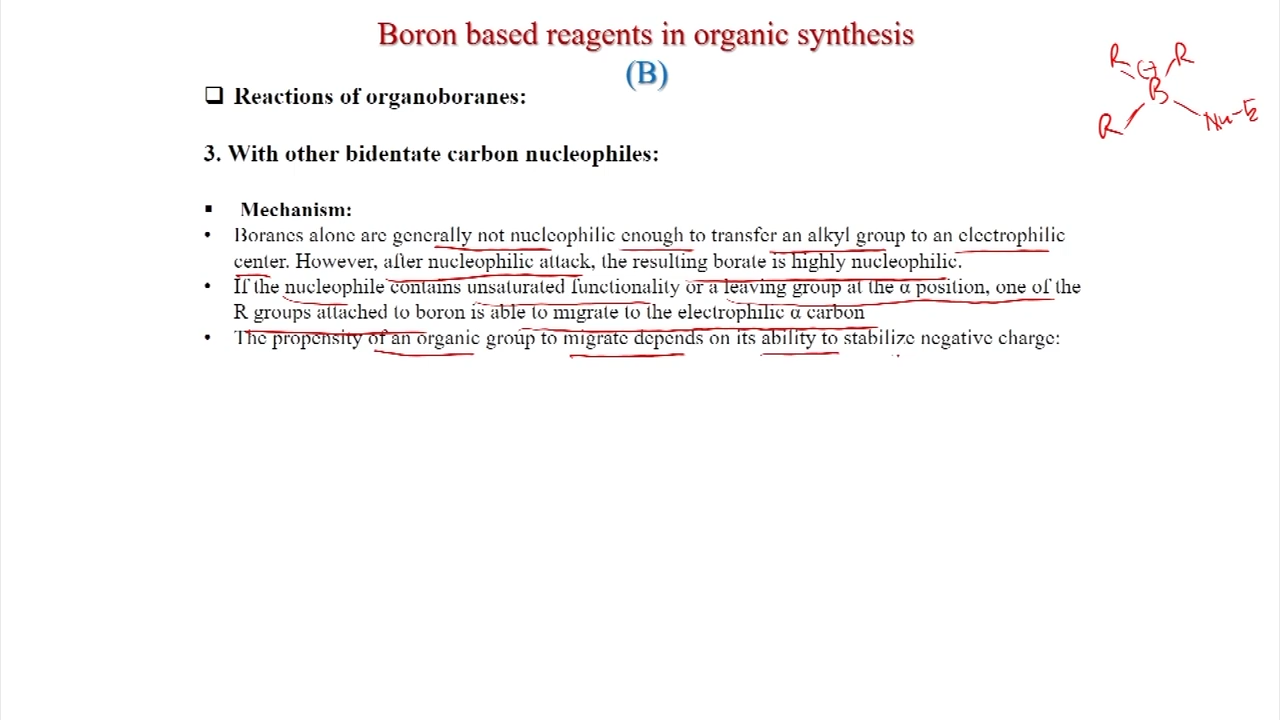 Boron based reagents in organic synthesis
(B)
❑ Reactions of organoboranes:
3. With other bidentate carbon nucleophiles:
▪ Mechanism:
• Boranes alone are generally not nucleophilic enough to transfer an alkyl group to an electrophilic
center. However, after nucleophilic attack, the resulting borate is highly nucleophilic.
• If the nucleophile contains unsaturated functionality or a leaving group at the α position, one of the
R groups attached to boron is able to migrate to the electrophilic α carbon
• The propensity of an organic group to migrate depends on its ability to stabilize negative charge:
R ⊖ R
B
R Nu-E